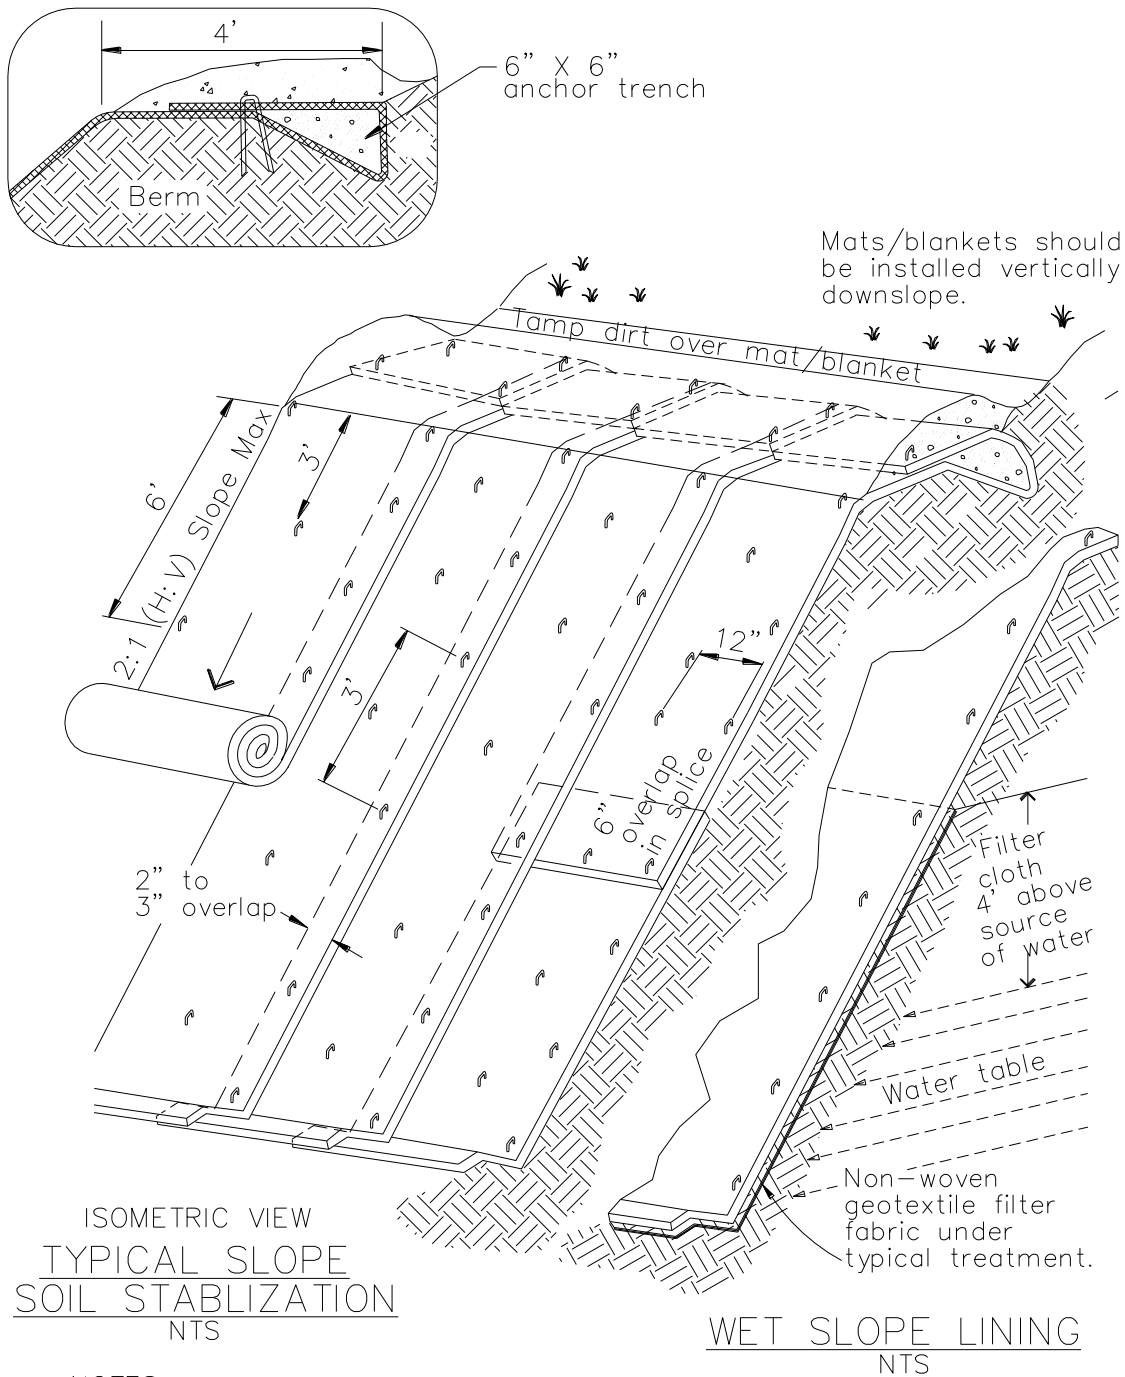 4'
6” X 6”
anchor trench
Berm
Mats/blankets should
be installed vertically
downslope.
Tamp dirt over mat/blanket
6'
2:1 (H:V) Slope Max
3'
3'
12”
6”
overlap
in splice
2” to
3” overlap
Filter
cloth
4' above
source
of water
Water table
Non-woven
geotextile filter
fabric under
typical treatment.
ISOMETRIC VIEW
TYPICAL SLOPE
SOIL STABLIZATION
NTS
WET SLOPE LINING
NTS